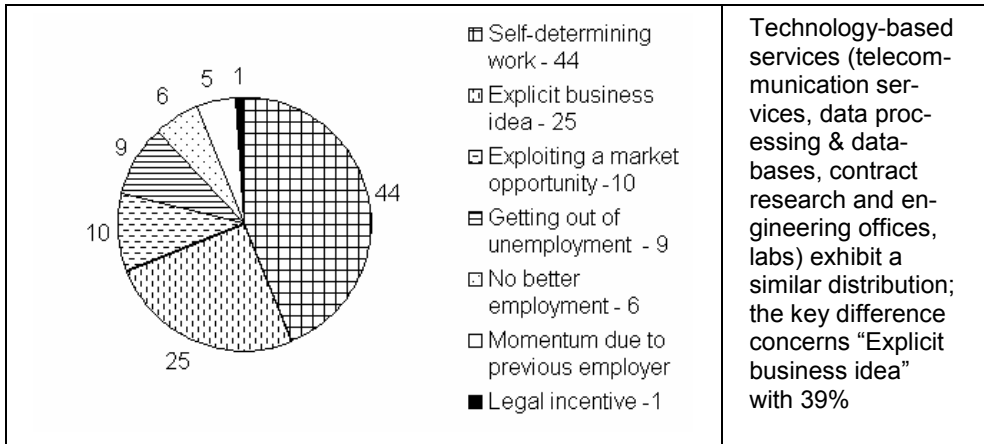 5 1
6
9
10
25
44
Self-determining
work - 44
Explicit business
idea - 25
Exploiting a market
opportunity -10
Getting out of
unemployment - 9
No better
employment - 6
Momentum due to
previous employer
Legal incentive -1
Technology-based
services (telecom-
munication ser-
vices, data proc-
essing & data-
bases, contract
research and en-
gineering offices,
labs) exhibit a
similar distribution;
the key difference
concerns “Explicit
business idea”
with 39%